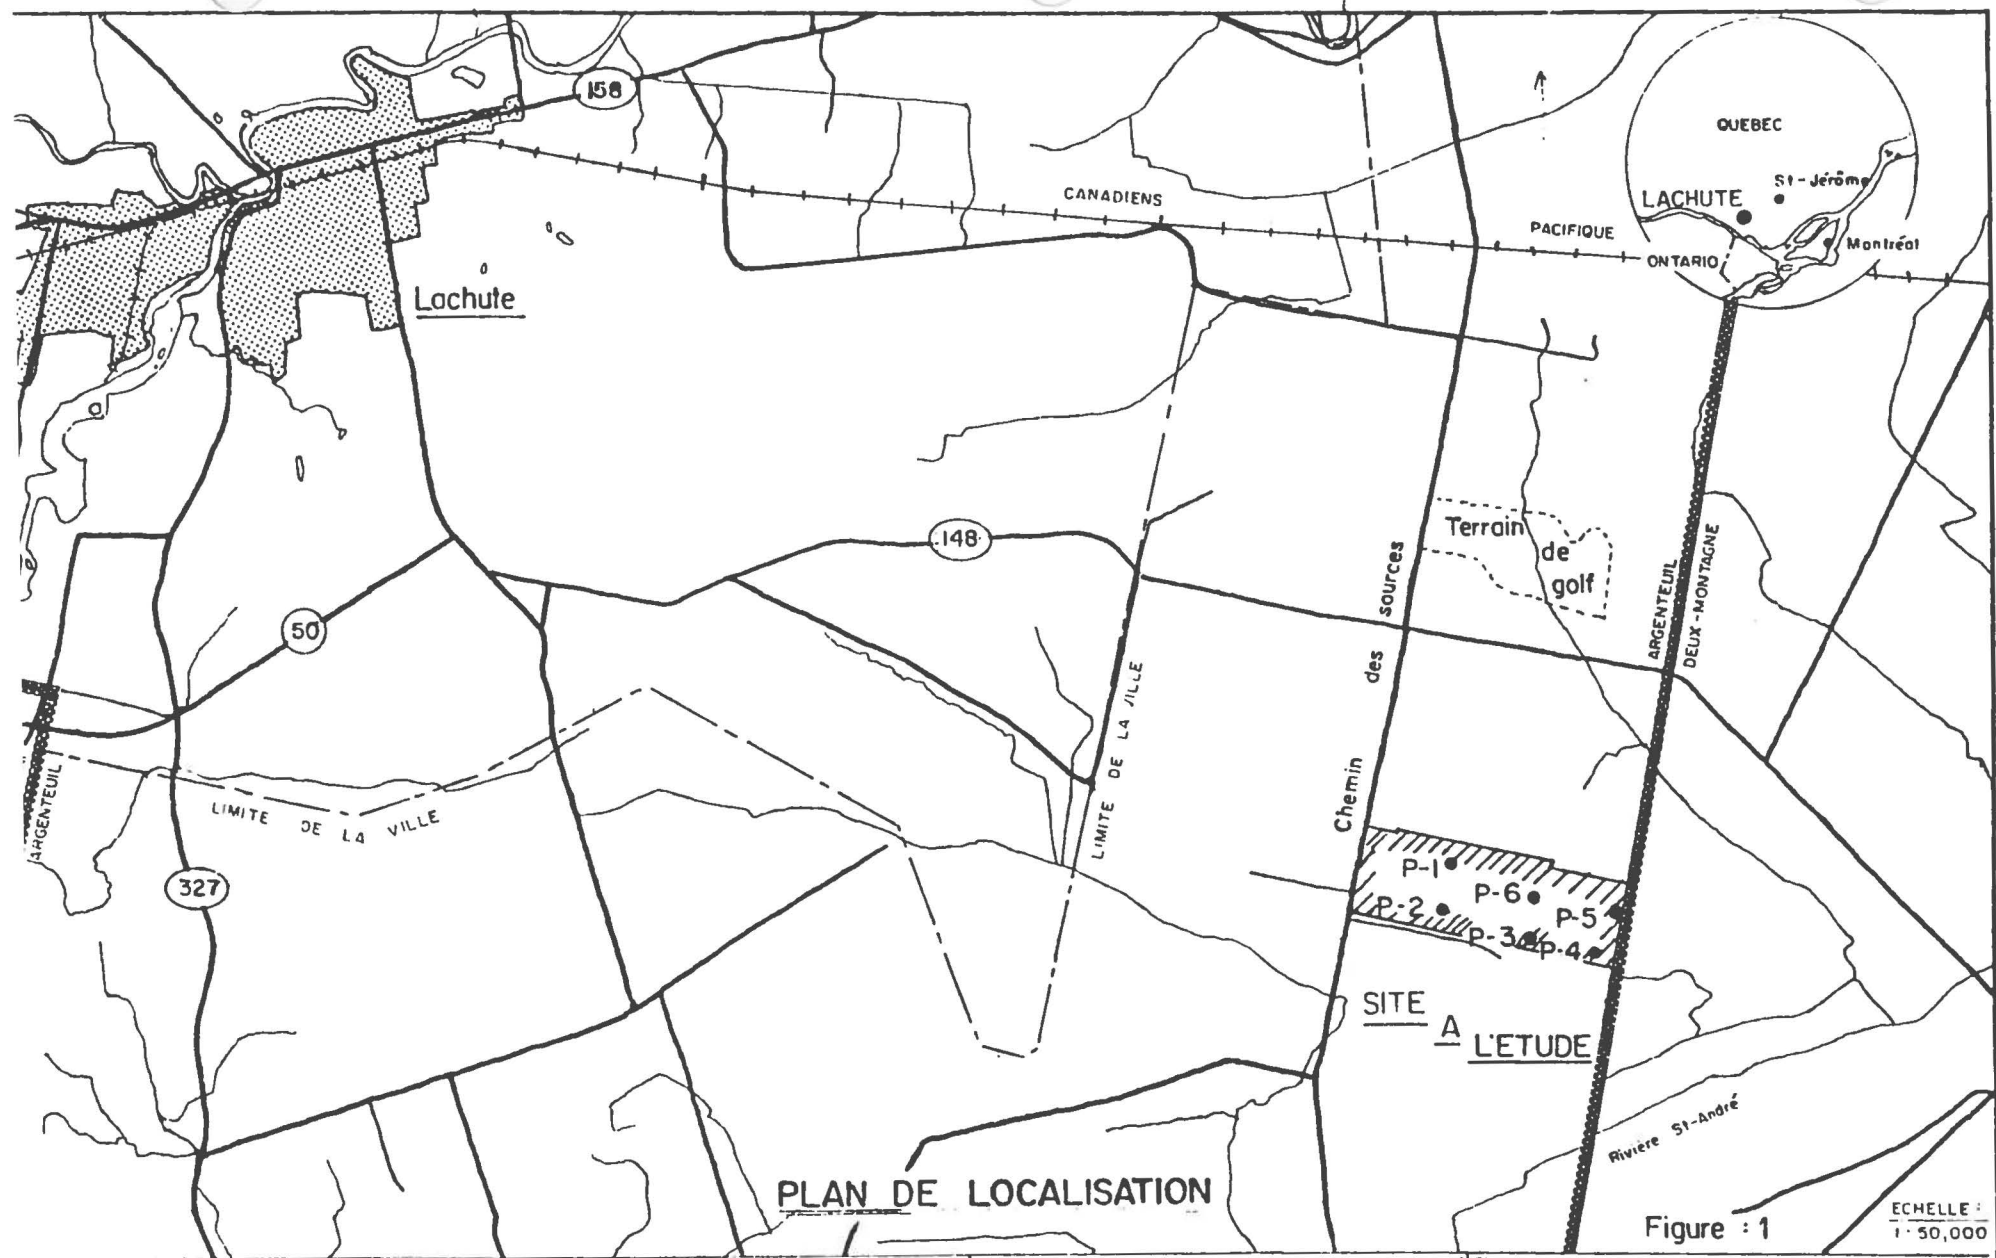 158
QUEBEC
St-Jérôme
LACHUTE
CANADIENS
PACIFIQUE
Montréal
ONTARIO
Lachute
Terrain
de
golf
148
sources
des
Chemin
ARGENTEUIL
DEUX-MONTAGNE
50
LIMITE DE LA VILLE
ARGENTEUIL
LIMITE DE LA VILLE
327
P-1
P-6
P-2
P-5
P-3
P-4
SITE
A
L'ETUDE
Rivière St-André
PLAN DE LOCALISATION
Figure : 1
ECHELLE :
1:50,000